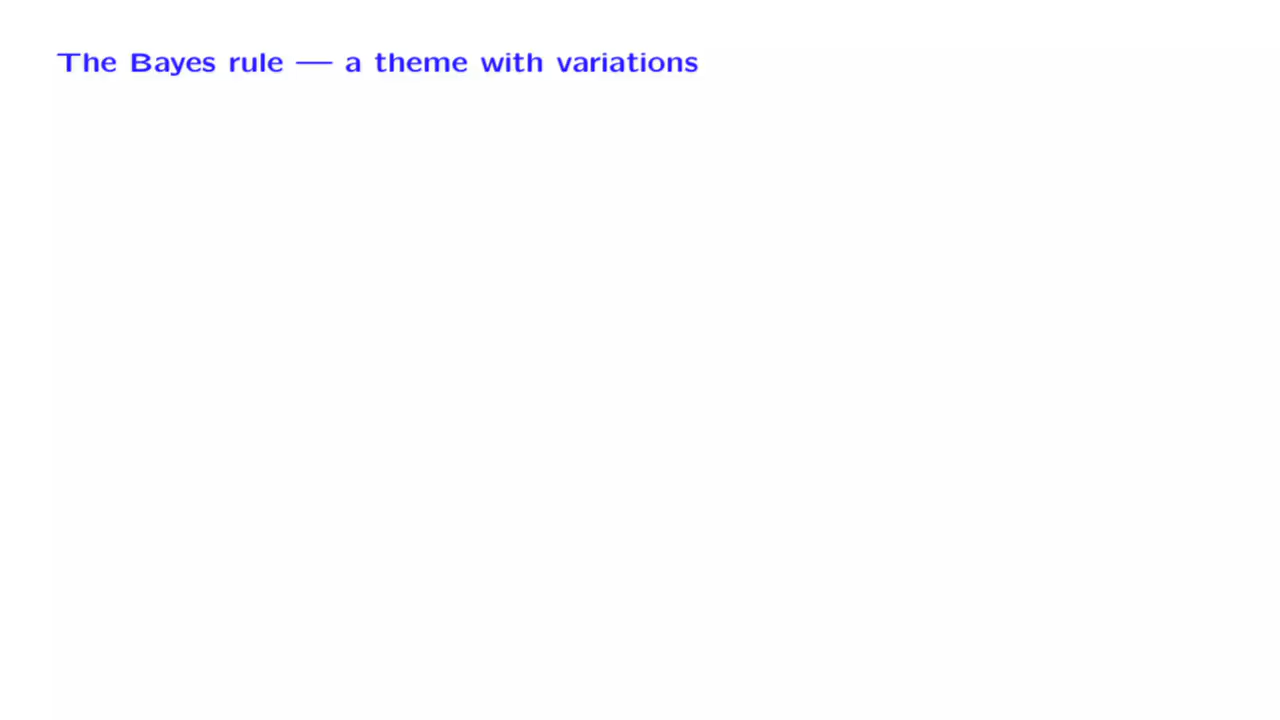 The Bayes rule — a theme with variations